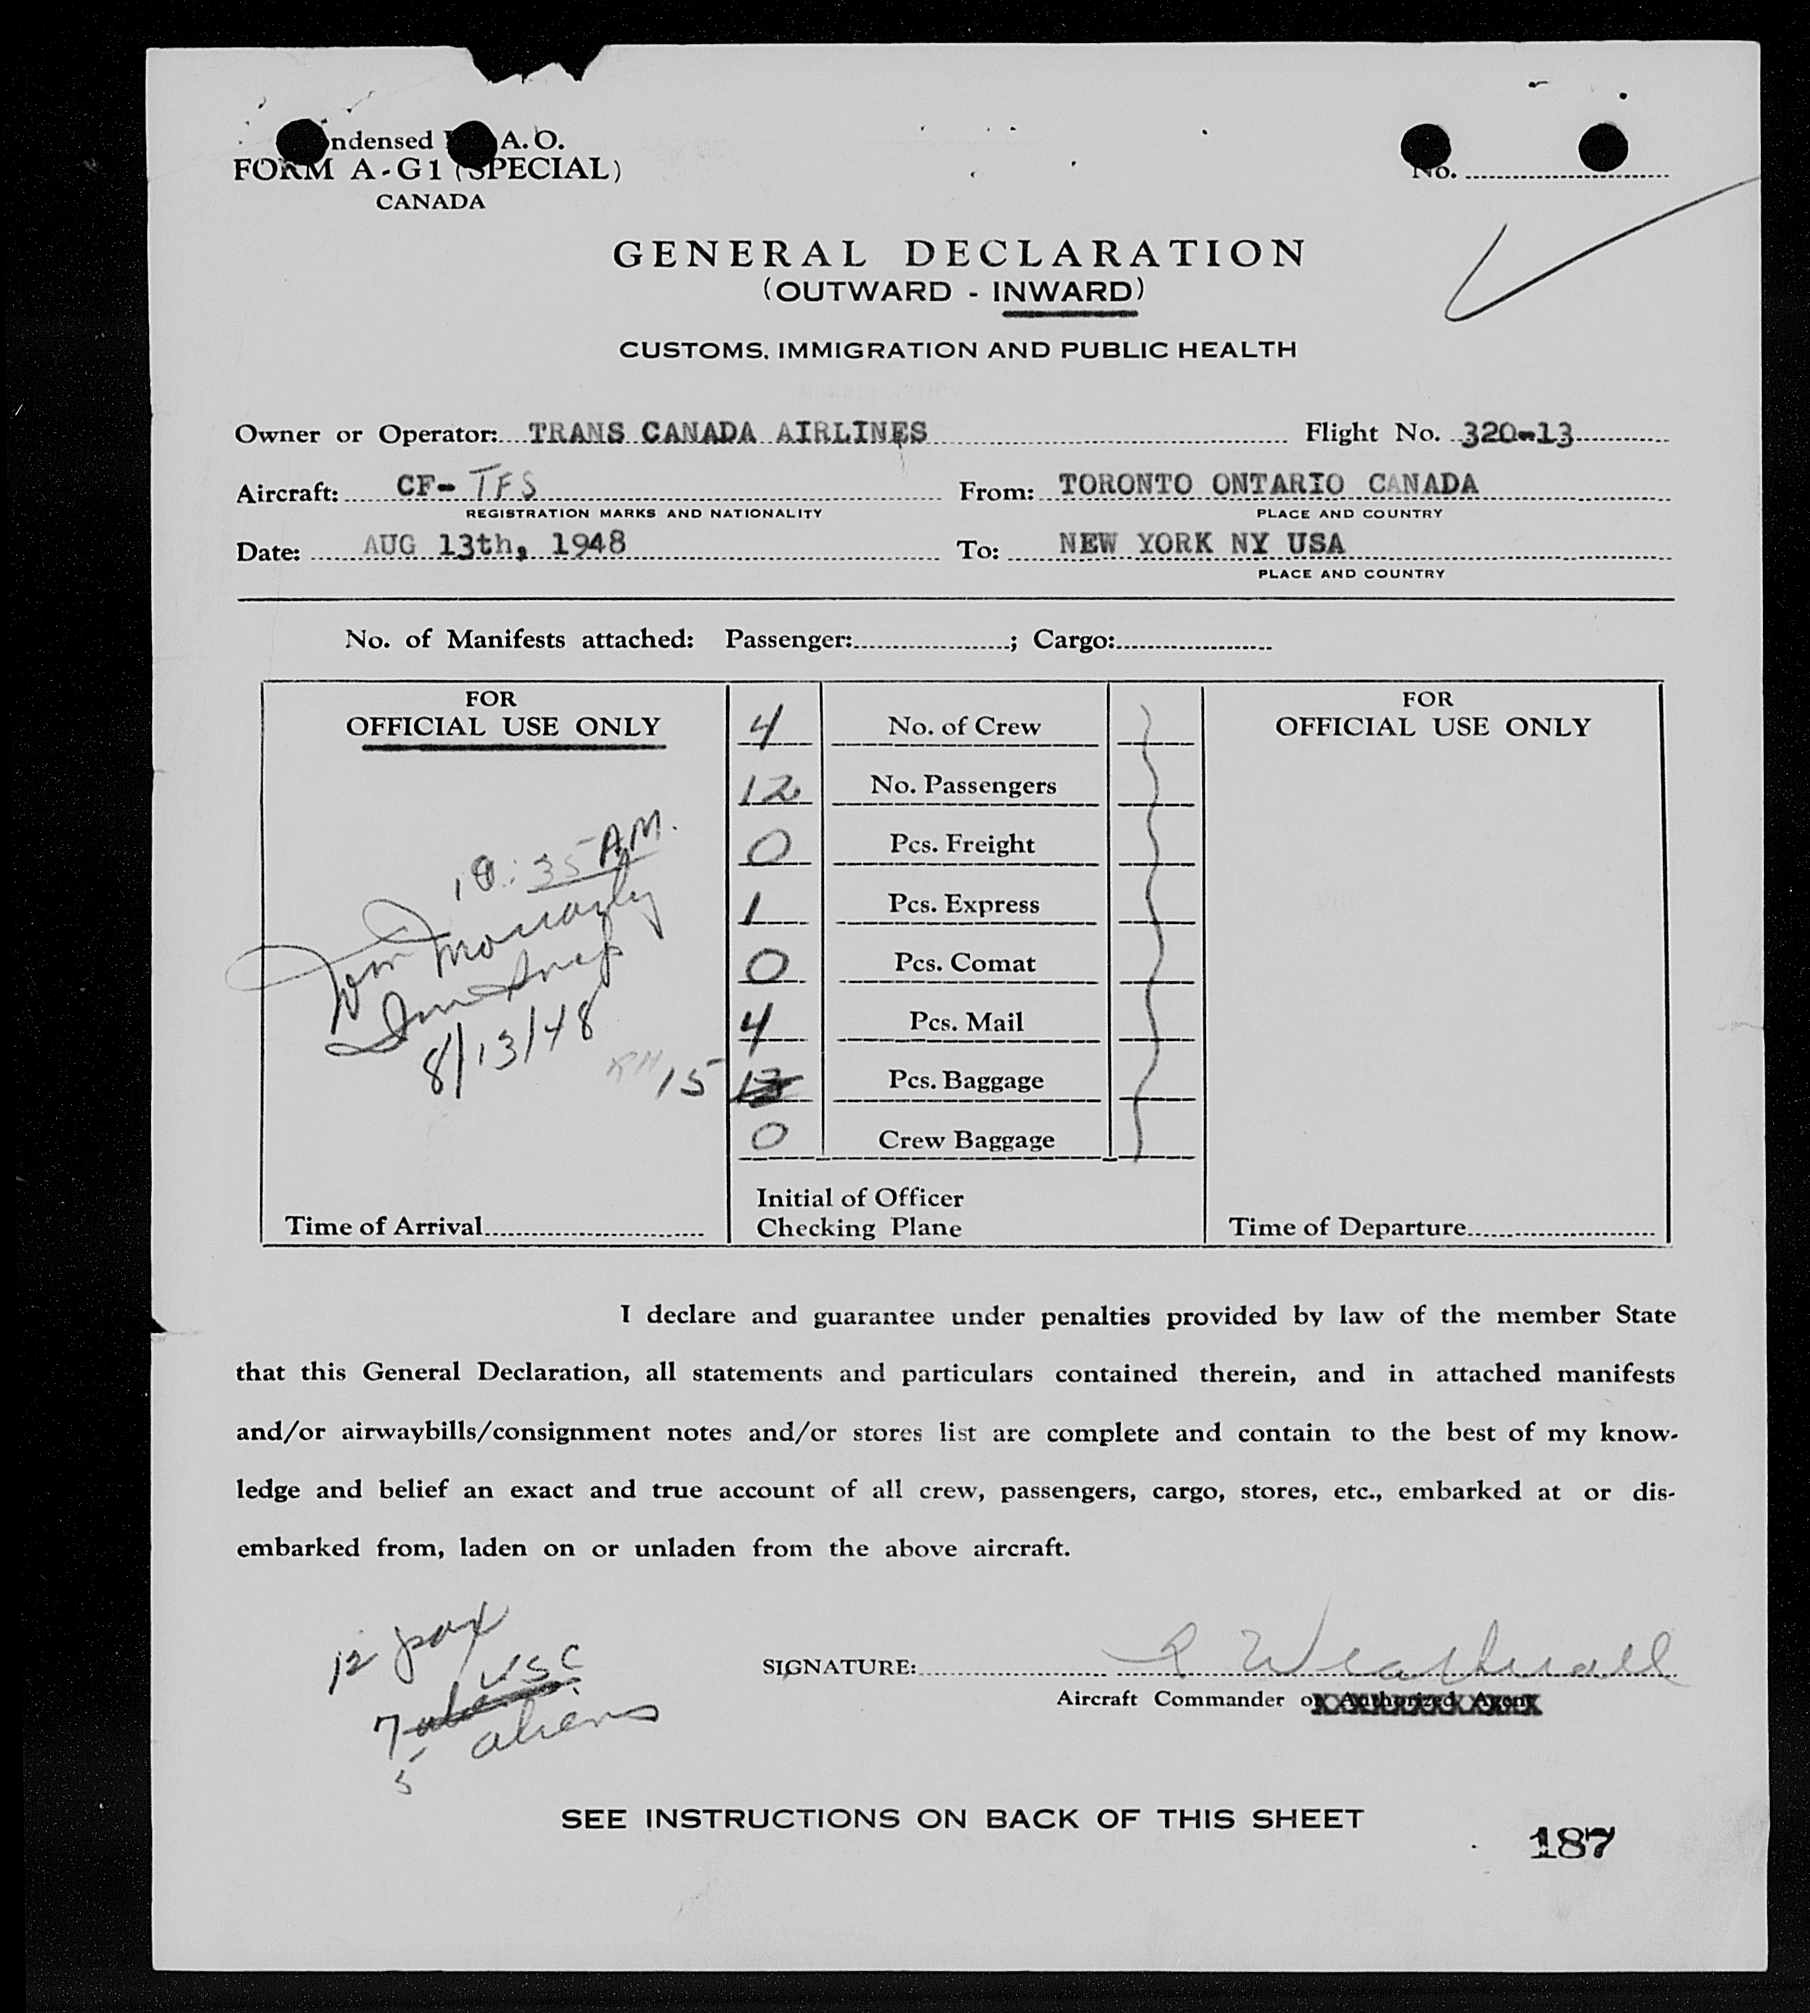 ndensed A. O.
FORM A-G1 (SPECIAL)
CANADA
No.
GENERAL DECLARATION
(OUTWARD - INWARD)
CUSTOMS, IMMIGRATION AND PUBLIC HEALTH
Owner or Operator: TRANS CANADA AIRLINES Flight No. 320-13
Aircraft: CF- TFS From: TORONTO ONTARIO CANADA
REGISTRATION MARKS AND NATIONALITY PLACE AND COUNTRY
Date: AUG 13th, 1948 To: NEW YORK NY USA
PLACE AND COUNTRY
No. of Manifests attached: Passenger: ; Cargo:
FOR
OFFICIAL USE ONLY
10:35 A.M.
8/13/48
Time of Arrival
4 No. of Crew
12 No. Passengers
0 Pcs. Freight
1 Pcs. Express
0 Pcs. Comat
4 Pcs. Mail
15 Pcs. Baggage
0 Crew Baggage
Initial of Officer
Checking Plane
FOR
OFFICIAL USE ONLY
Time of Departure
I declare and guarantee under penalties provided by law of the member State
that this General Declaration, all statements and particulars contained therein, and in attached manifests
and/or airwaybills/consignment notes and/or stores list are complete and contain to the best of my know-
ledge and belief an exact and true account of all crew, passengers, cargo, stores, etc., embarked at or dis-
embarked from, laden on or unladen from the above aircraft.
12 pax
7 USC
5 aliens
SIGNATURE: R
Aircraft Commander or Authorized Agent
SEE INSTRUCTIONS ON BACK OF THIS SHEET
187